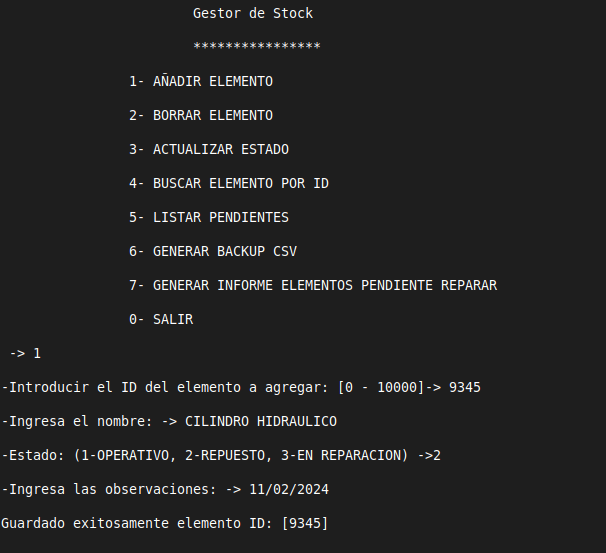 Gestor de Stock
****************
1- AÑADIR ELEMENTO
2- BORRAR ELEMENTO
3- ACTUALIZAR ESTADO
4- BUSCAR ELEMENTO POR ID
5- LISTAR PENDIENTES
6- GENERAR BACKUP CSV
7- GENERAR INFORME ELEMENTOS PENDIENTE REPARAR
0- SALIR
-> 1
-Introducir el ID del elemento a agregar: [0 - 10000]-> 9345
-Ingresa el nombre: -> CILINDRO HIDRAULICO
-Estado: (1-OPERATIVO, 2-REPUESTO, 3-EN REPARACION) ->2
-Ingresa las observaciones: -> 11/02/2024
Guardado exitosamente elemento ID: [9345]